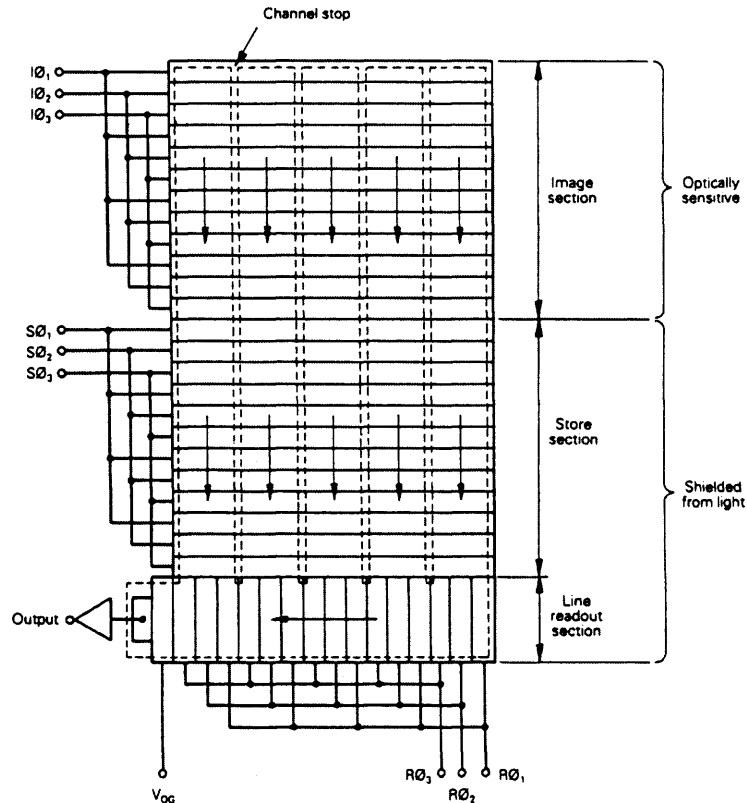 Channel stop
IØ₁
IØ₂
IØ₃
Image
section
Optically
sensitive
SØ₁
SØ₂
SØ₃
Store
section
Shielded
from light
Output
Line
readout
section
RØ₃
RØ₂
RØ₁
V_OG